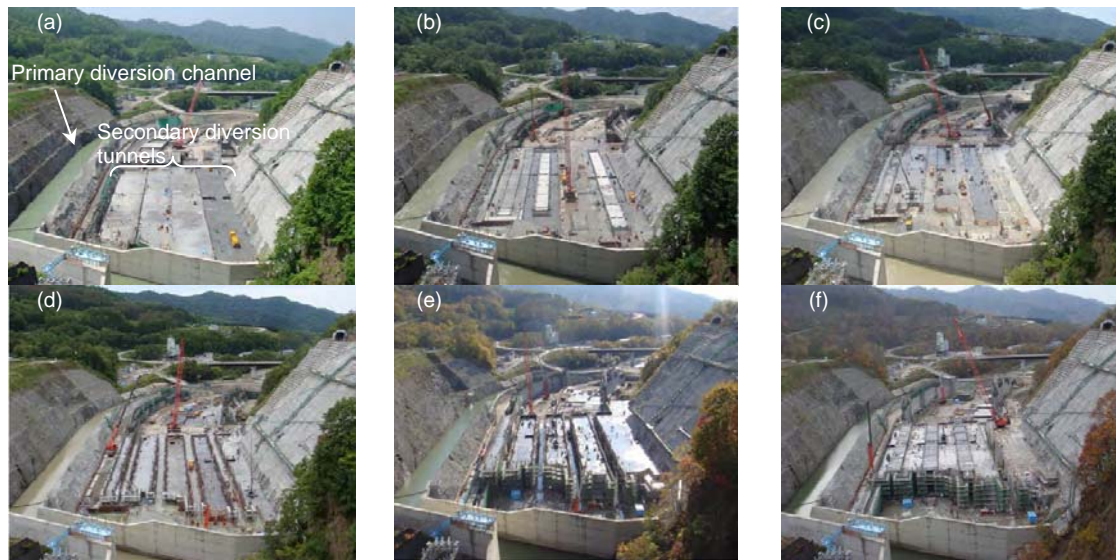 (a)
Primary diversion channel
Secondary diversion
tunnels
(b)
(c)
(d)
(e)
(f)